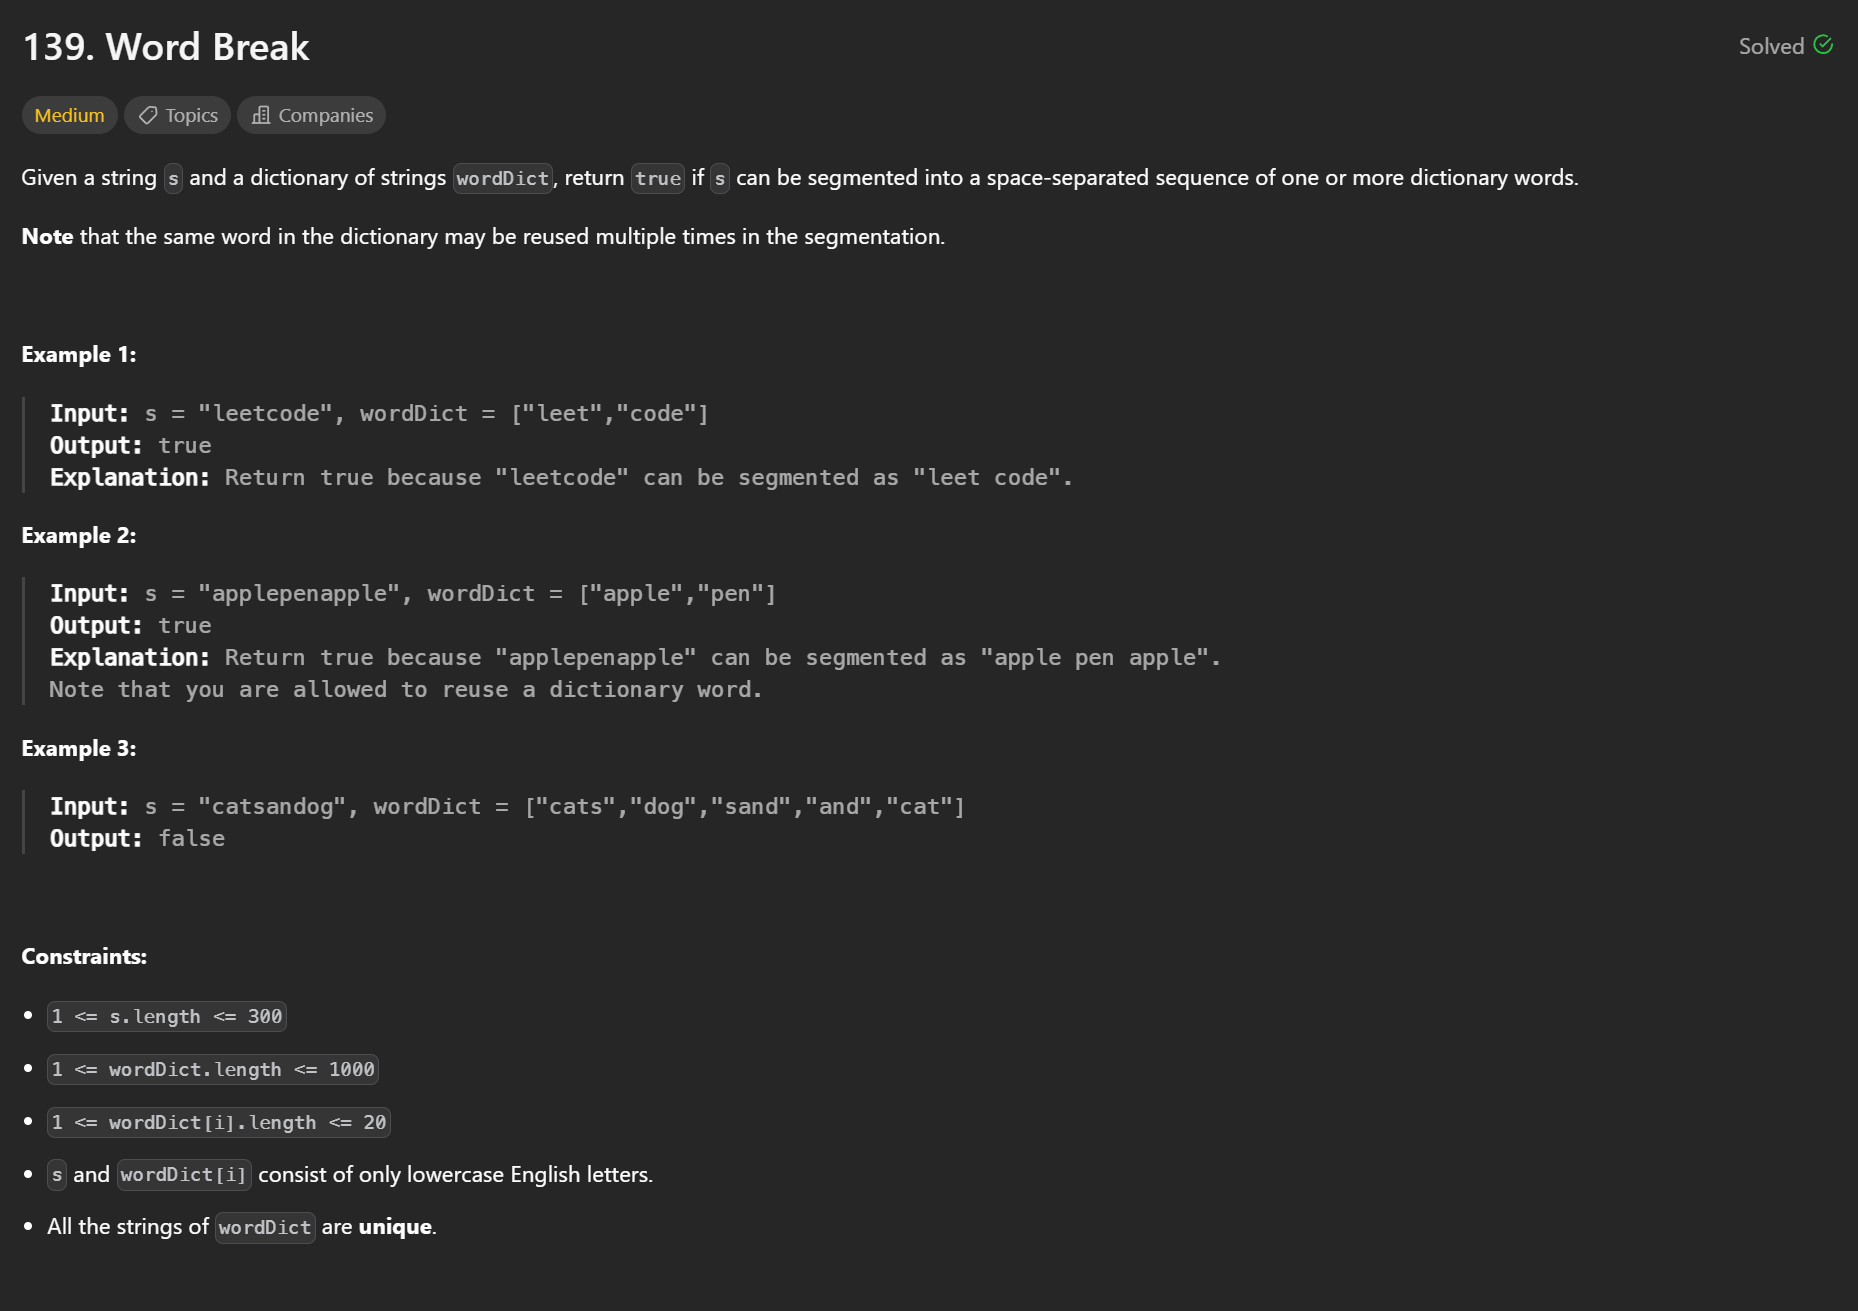 139. Word Break
Solved
Medium
Topics
Companies
Given a string s and a dictionary of strings wordDict, return true if s can be segmented into a space-separated sequence of one or more dictionary words.
Note that the same word in the dictionary may be reused multiple times in the segmentation.
Example 1:
Input: s = "leetcode", wordDict = ["leet","code"]
Output: true
Explanation: Return true because "leetcode" can be segmented as "leet code".
Example 2:
Input: s = "applepenapple", wordDict = ["apple","pen"]
Output: true
Explanation: Return true because "applepenapple" can be segmented as "apple pen apple".
Note that you are allowed to reuse a dictionary word.
Example 3:
Input: s = "catsandog", wordDict = ["cats","dog","sand","and","cat"]
Output: false
Constraints:
• 1 <= s.length <= 300
• 1 <= wordDict.length <= 1000
• 1 <= wordDict[i].length <= 20
• s and wordDict[i] consist of only lowercase English letters.
• All the strings of wordDict are unique.